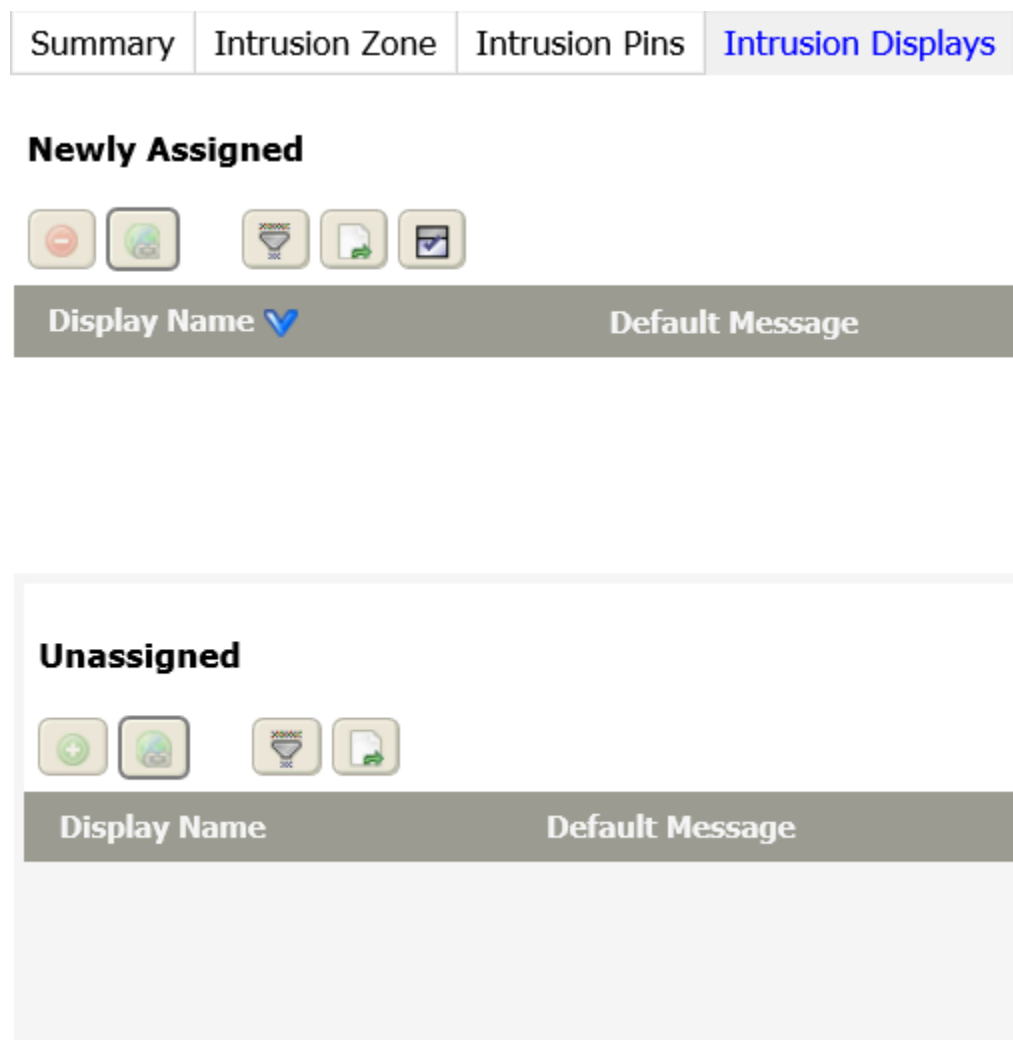 Summary Intrusion Zone Intrusion Pins Intrusion Displays
Newly Assigned
Display Name Default Message
Unassigned
Display Name Default Message